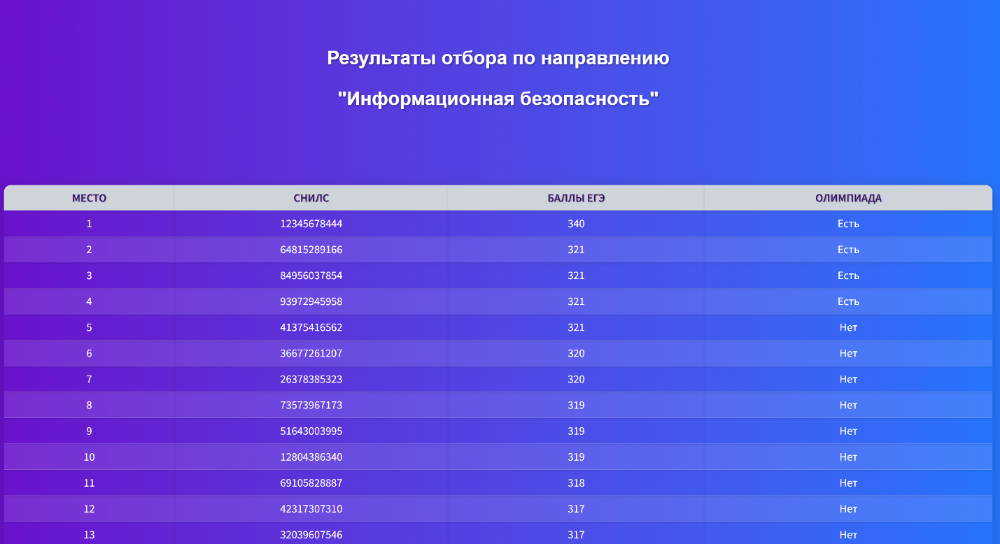 Результаты отбора по направлению
"Информационная безопасность"
МЕСТО СНИЛС БАЛЛЫ ЕГЭ ОЛИМПИАДА
1 12345678444 340 Есть
2 64815289166 321 Есть
3 84956037854 321 Есть
4 93972945958 321 Есть
5 41375416562 321 Нет
6 36677261207 320 Нет
7 26378385323 320 Нет
8 73573967173 319 Нет
9 51643003995 319 Нет
10 12804386340 319 Нет
11 69105828887 318 Нет
12 42317307310 317 Нет
13 32039607546 317 Нет